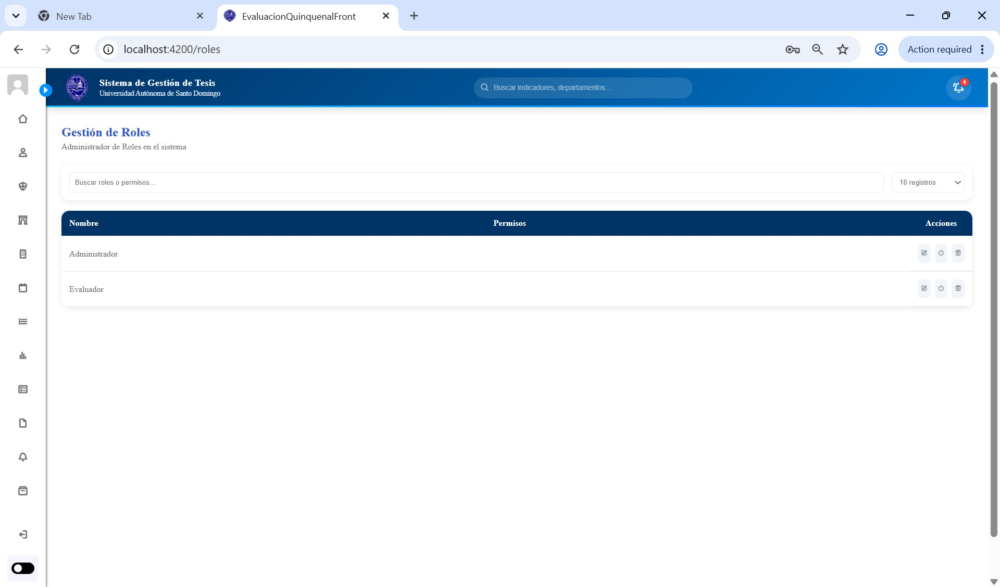 New Tab
EvaluacionQuinquenalFront
localhost:4200/roles
Action required
Sistema de Gestión de Tesis
Universidad Autónoma de Santo Domingo
Buscar indicadores, departamentos...
1
Gestión de Roles
Administrador de Roles en el sistema
Buscar roles o permisos...
10 registros
Nombre Permisos Acciones
Administrador
Evaluador